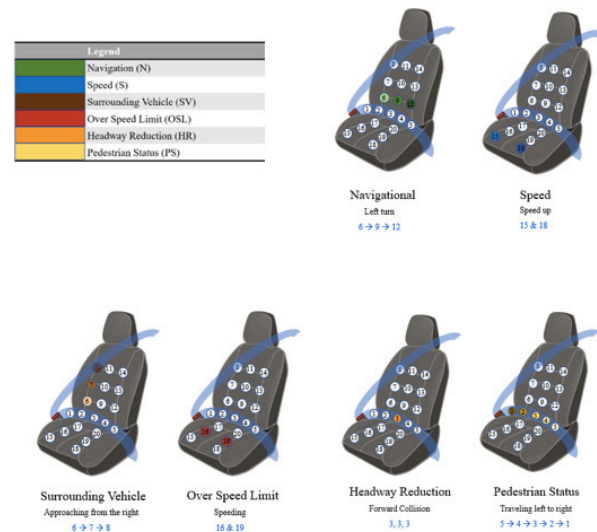 Legend
Navigation (N)
Speed (S)
Surrounding Vehicle (SV)
Over Speed Limit (OSL)
Headway Reduction (HR)
Pedestrian Status (PS)
Navigational
Left turn
6 → 9 → 12
Speed
Speed up
15 & 18
Surrounding Vehicle
Approaching from the right
6 → 7 → 8
Over Speed Limit
Speeding
16 & 19
Headway Reduction
Forward Collision
3, 3, 3
Pedestrian Status
Traveling left to right
5 → 4 → 3 → 2 → 1